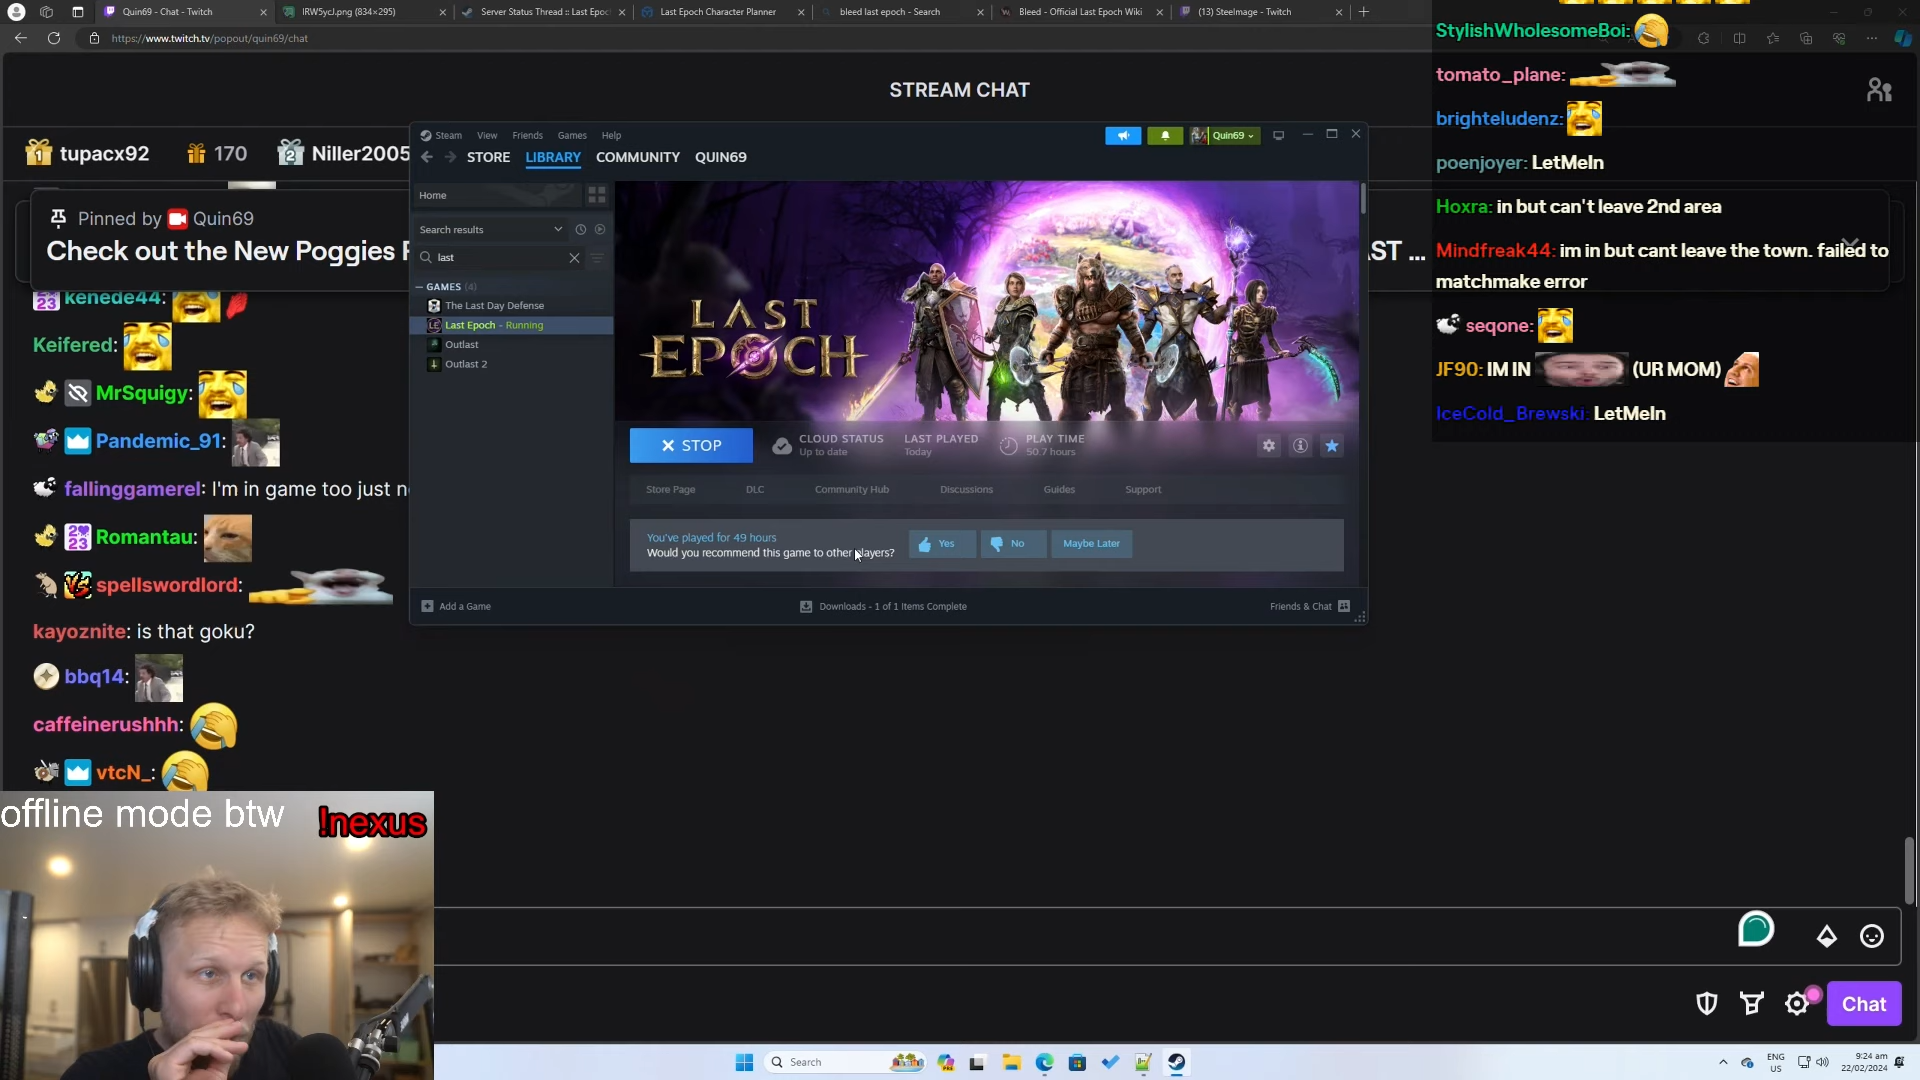 Quin69 - Chat - Twitch
IRW5ycJ.png (834×295)
Server Status Thread :: Last Epoc
Last Epoch Character Planner
bleed last epoch - Search
Bleed - Official Last Epoch Wiki
(13) Steelmage - Twitch
https://www.twitch.tv/popout/quin69/chat
STREAM CHAT
tupacx92
170
Niller2005
Pinned by Quin69
Check out the New Poggies
AST ...
kenede44:
Keifered:
MrSquigy:
Pandemic_91:
fallinggamerel: I'm in game too just
Romantau:
spellswordlord:
kayoznite: is that goku?
bbq14:
caffeinerushhh:
vtcN_:
Steam View Friends Games Help
Quin69
STORE LIBRARY COMMUNITY QUIN69
Home
Search results
last
GAMES (4)
The Last Day Defense
Last Epoch - Running
Outlast
Outlast 2
LAST
EPOCH
STOP
CLOUD STATUS
Up to date
LAST PLAYED
Today
PLAY TIME
50.7 hours
Store Page DLC Community Hub Discussions Guides Support
You've played for 49 hours
Would you recommend this game to other players?
Yes
No
Maybe Later
Add a Game
Downloads - 1 of 1 Items Complete
Friends & Chat
StylishWholesomeBoi:
tomato_plane:
brighteludenz:
poenjoyer: LetMeIn
Hoxra: in but can't leave 2nd area
Mindfreak44: im in but cant leave the town. failed to
matchmake error
seqone:
JF90: IM IN (UR MOM)
IceCold_Brewski: LetMeIn
offline mode btw
!nexus
Chat
Search
ENG
US
9:24 am
22/02/2024